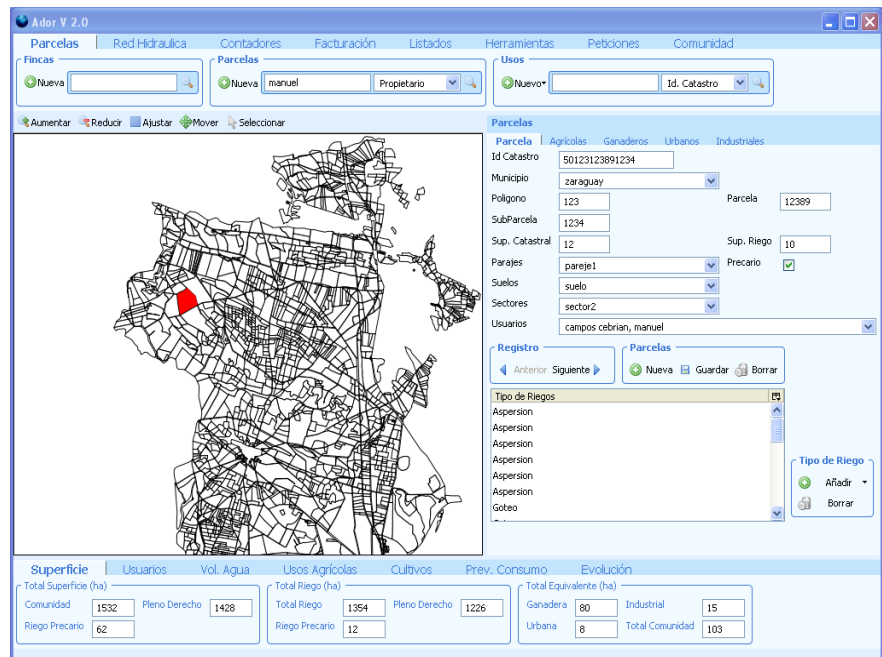 Ador V 2.0
Parcelas Red Hidraulica Contadores Facturación Listados Herramientas Peticiones Comunidad
Fincas Parcelas Usos
Nueva Nueva manuel Propietario Nuevo Id. Catastro
Aumentar Reducir Ajustar Mover Seleccionar
Parcelas
Parcela Agrícolas Ganaderos Urbanos Industriales
Id Catastro 50123123891234
Municipio zaraguay
Poligono 123 Parcela 12389
SubParcela 1234
Sup. Catastral 12 Sup. Riego 10
Parajes pareje1 Precario
Suelos suelo
Sectores sector2
Usuarios campos cebrian, manuel
Registro Parcelas
Anterior Siguiente Nueva Guardar Borrar
Tipo de Riegos
Aspersion
Aspersion
Aspersion
Aspersion
Aspersion
Aspersion
Goteo
Tipo de Riego
Añadir
Borrar
Superficie Usuarios Vol. Agua Usos Agrícolas Cultivos Prev. Consumo Evolución
Total Superficie (ha) Total Riego (ha) Total Equivalente (ha)
Comunidad 1532 Pleno Derecho 1428 Total Riego 1354 Pleno Derecho 1226 Ganadera 80 Industrial 15
Riego Precario 62 Riego Precario 12 Urbana 8 Total Comunidad 103